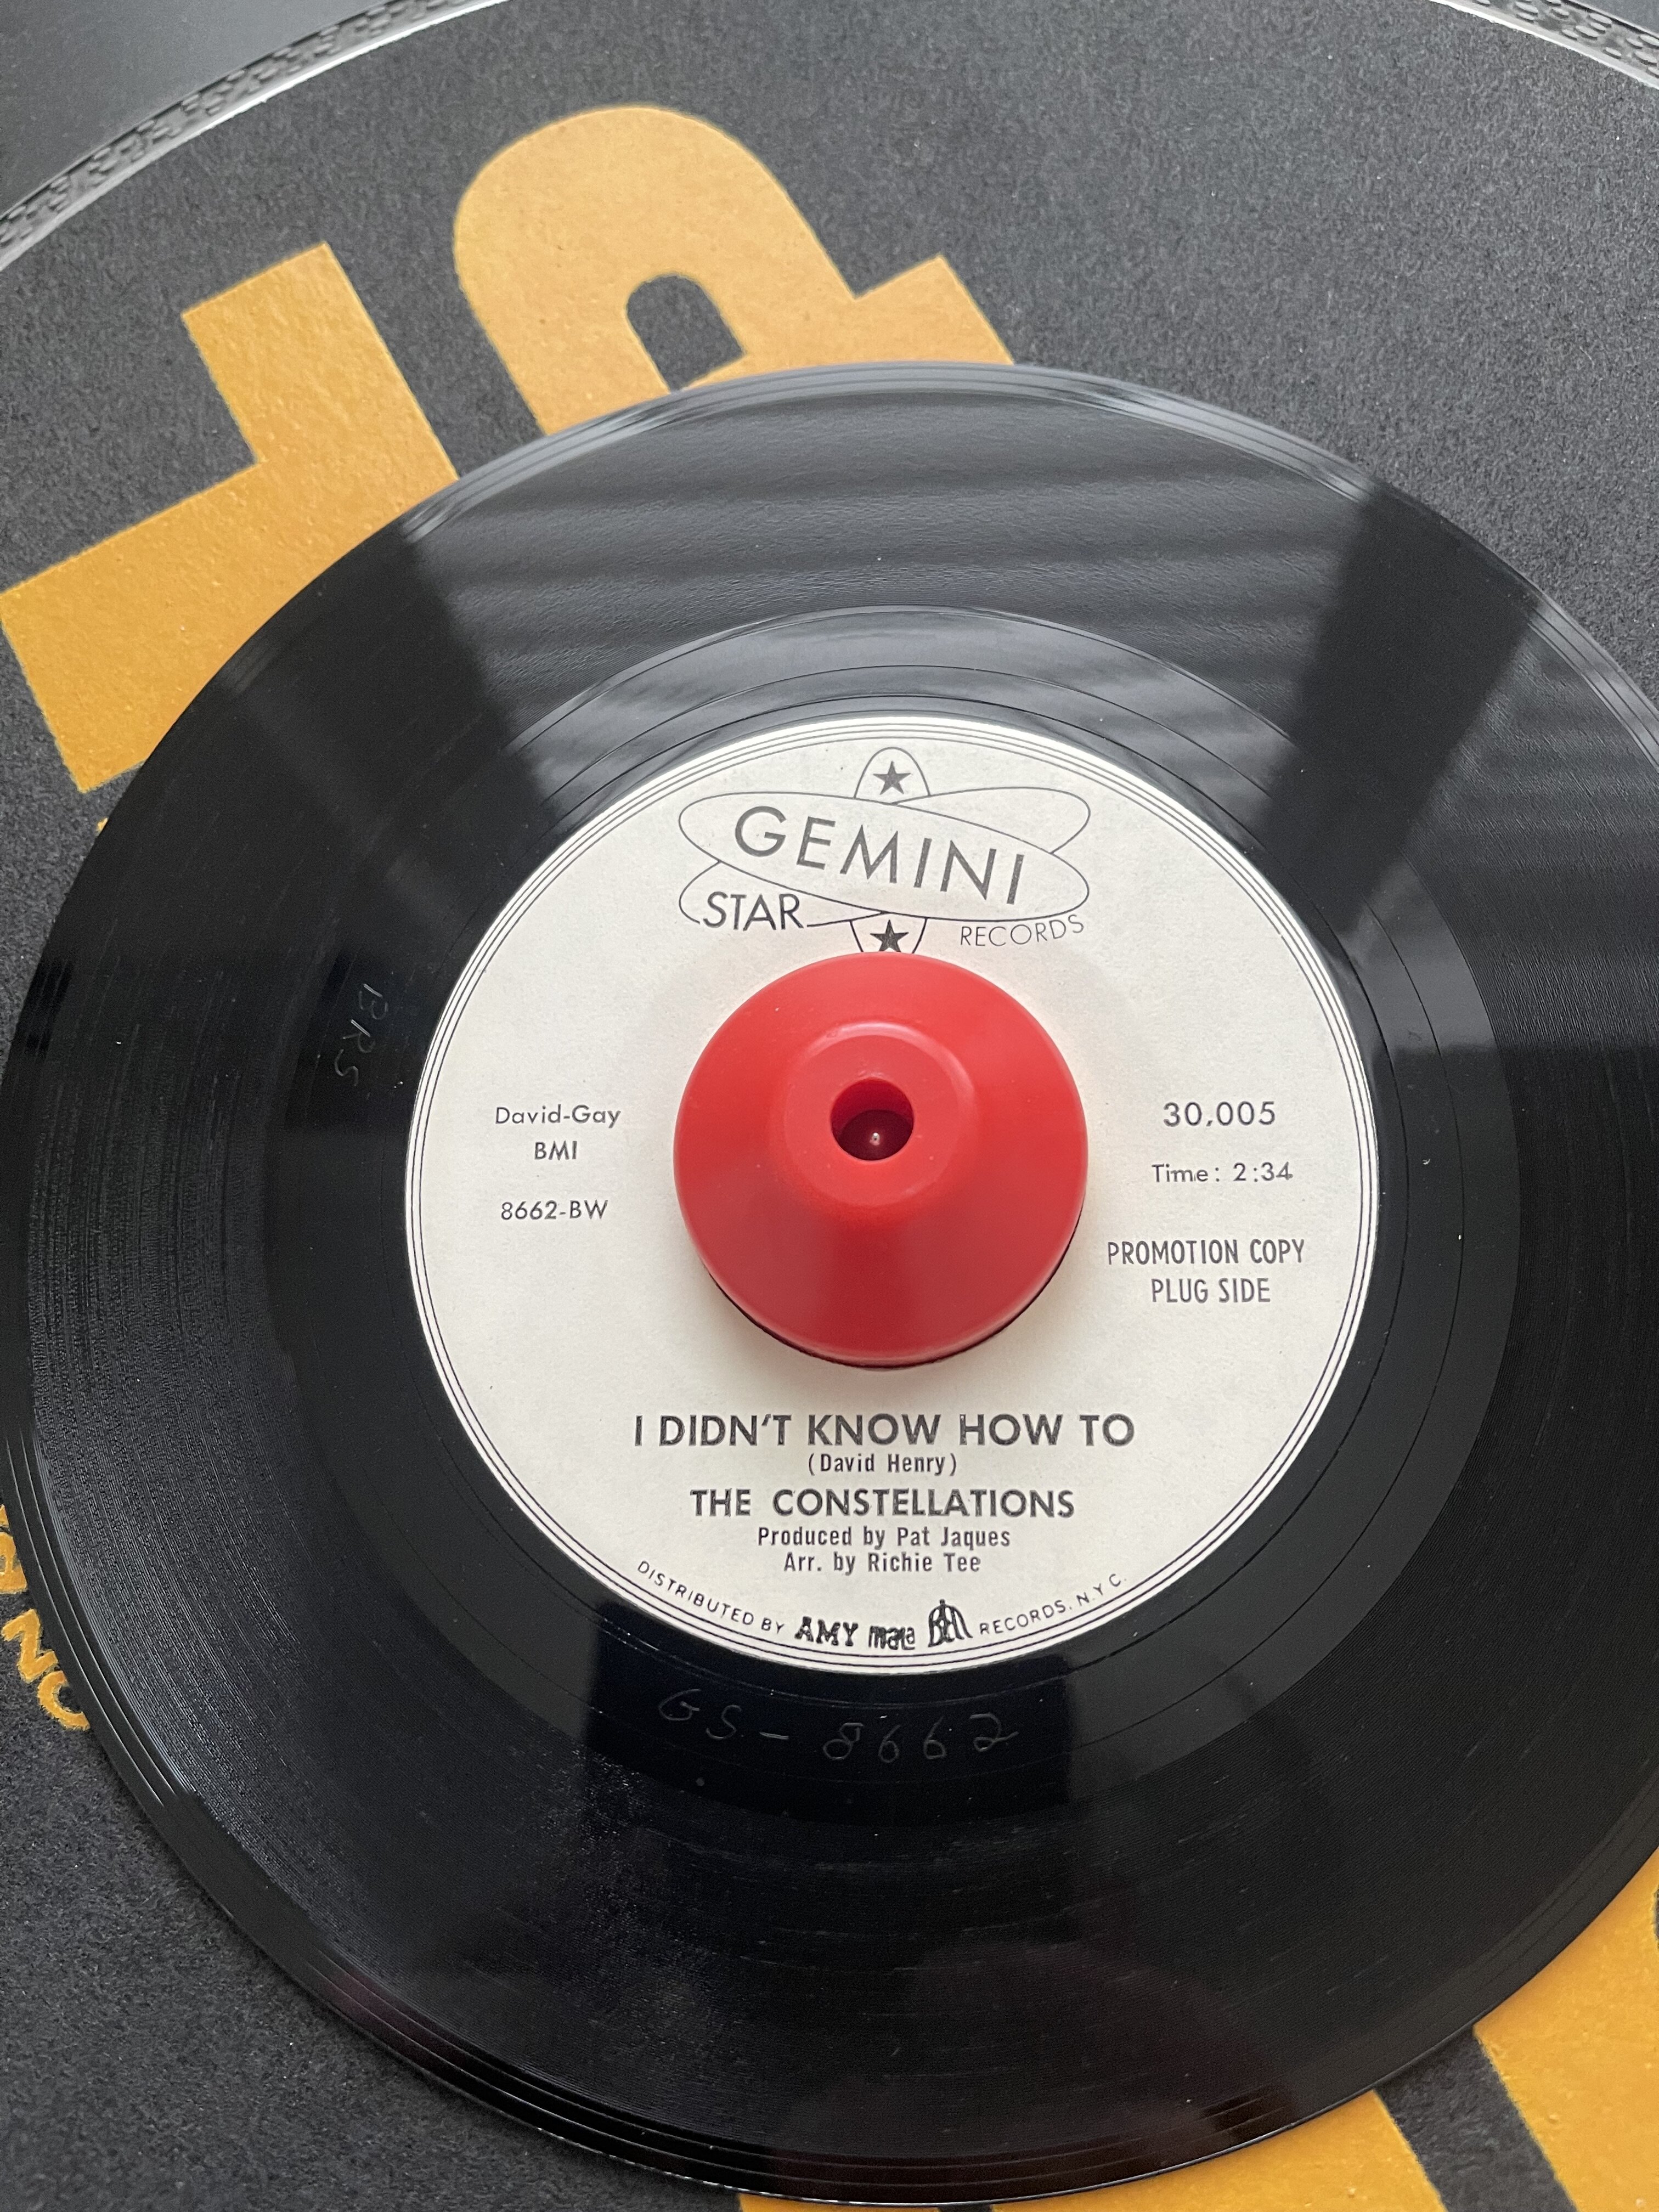 GEMINI
STAR
RECORDS
David-Gay
BMI
8662-BW
30,005
Time: 2:34
PROMOTION COPY
PLUG SIDE
I DIDN'T KNOW HOW TO
(David Henry)
THE CONSTELLATIONS
Produced by Pat Jaques
Arr. by Richie Tee
DISTRIBUTED BY AMY mala Bell RECORDS. N.Y.C.
BRS
GS-8662